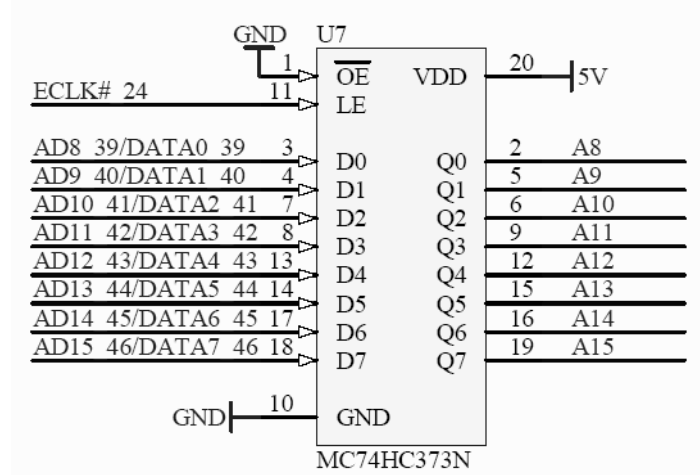 GND U7
1 OE VDD 20 5V
ECLK# 24 11 LE
AD8 39/DATA0 39 3 D0 Q0 2 A8
AD9 40/DATA1 40 4 D1 Q1 5 A9
AD10 41/DATA2 41 7 D2 Q2 6 A10
AD11 42/DATA3 42 8 D3 Q3 9 A11
AD12 43/DATA4 43 13 D4 Q4 12 A12
AD13 44/DATA5 44 14 D5 Q5 15 A13
AD14 45/DATA6 45 17 D6 Q6 16 A14
AD15 46/DATA7 46 18 D7 Q7 19 A15
GND 10 GND
MC74HC373N